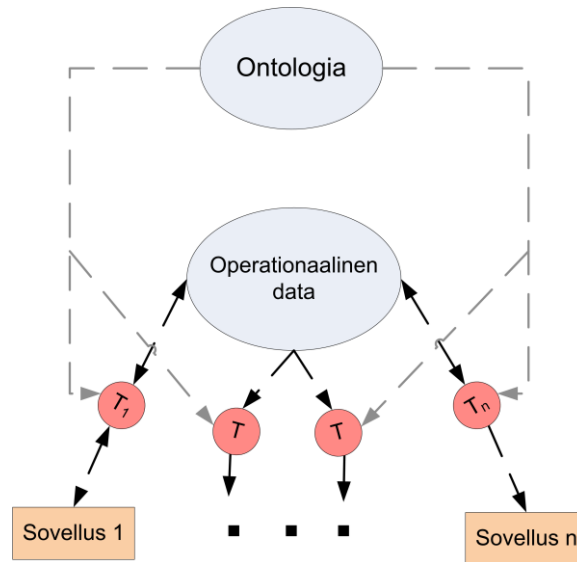 Ontologia
Operationaalinen
data
T1
T
T
Tn
Sovellus 1
Sovellus n